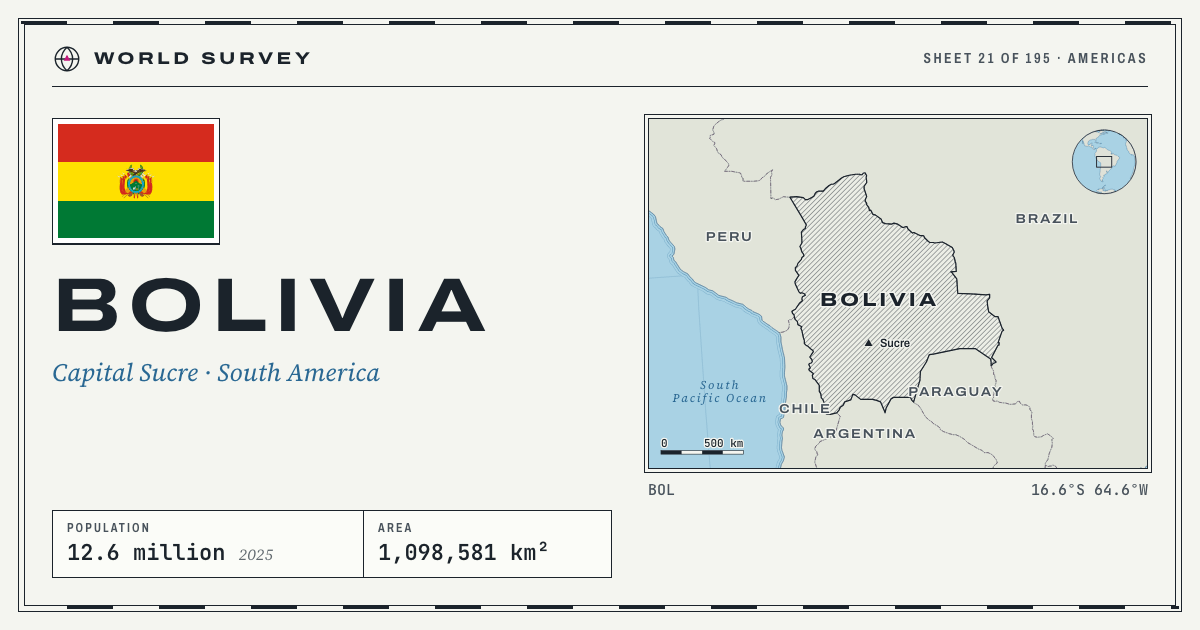 WORLD SURVEY
SHEET 21 OF 195 · AMERICAS
BOLIVIA
Capital Sucre · South America
POPULATION
12.6 million 2025
AREA
1,098,581 km²
PERU
BRAZIL
BOLIVIA
Sucre
South
Pacific Ocean
CHILE
PARAGUAY
ARGENTINA
0 500 km
BOL
16.6°S 64.6°W